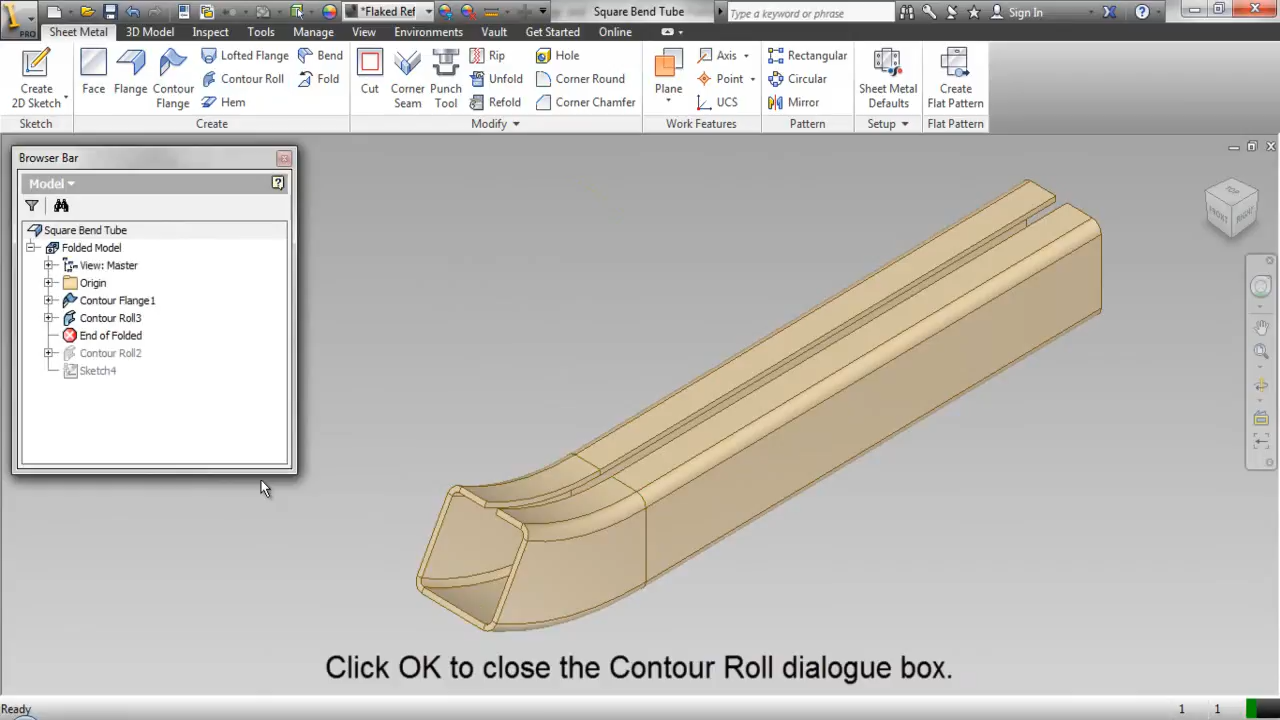 PRO
*Flaked Ref
Square Bend Tube
Type a keyword or phrase
Sign In
Sheet Metal 3D Model Inspect Tools Manage View Environments Vault Get Started Online
Create 2D Sketch
Face
Flange
Contour Flange
Lofted Flange
Contour Roll
Hem
Bend
Fold
Cut
Corner Seam
Punch Tool
Rip
Unfold
Refold
Hole
Corner Round
Corner Chamfer
Plane
Axis
Point
UCS
Rectangular
Circular
Mirror
Sheet Metal Defaults
Create Flat Pattern
Sketch
Create
Modify
Work Features
Pattern
Setup
Flat Pattern
Browser Bar
Model
Square Bend Tube
Folded Model
View: Master
Origin
Contour Flange1
Contour Roll3
End of Folded
Contour Roll2
Sketch4
TOP
FRONT
RIGHT
Click OK to close the Contour Roll dialogue box.
Ready
1 1